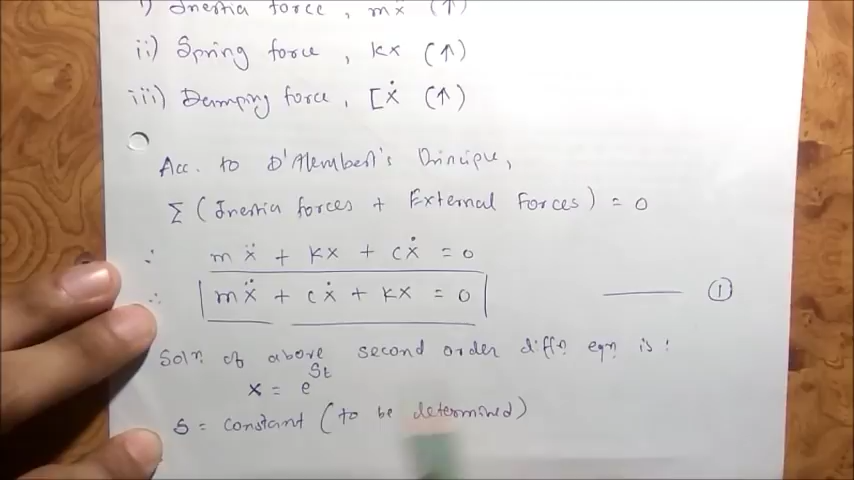 i) Inertia force, mẍ (↑)
ii) Spring force, kx (↑)
iii) Damping force, [ẋ (↑)
Acc. to D'Alembert's Principle,
Σ (Inertia forces + External Forces) = 0
∴ mẍ + kx + cẋ = 0
∴ |mẍ + cẋ + kx = 0| —— ①
Soln of above second order diffn eqn is :
x = e^St
S = constant (to be determined)